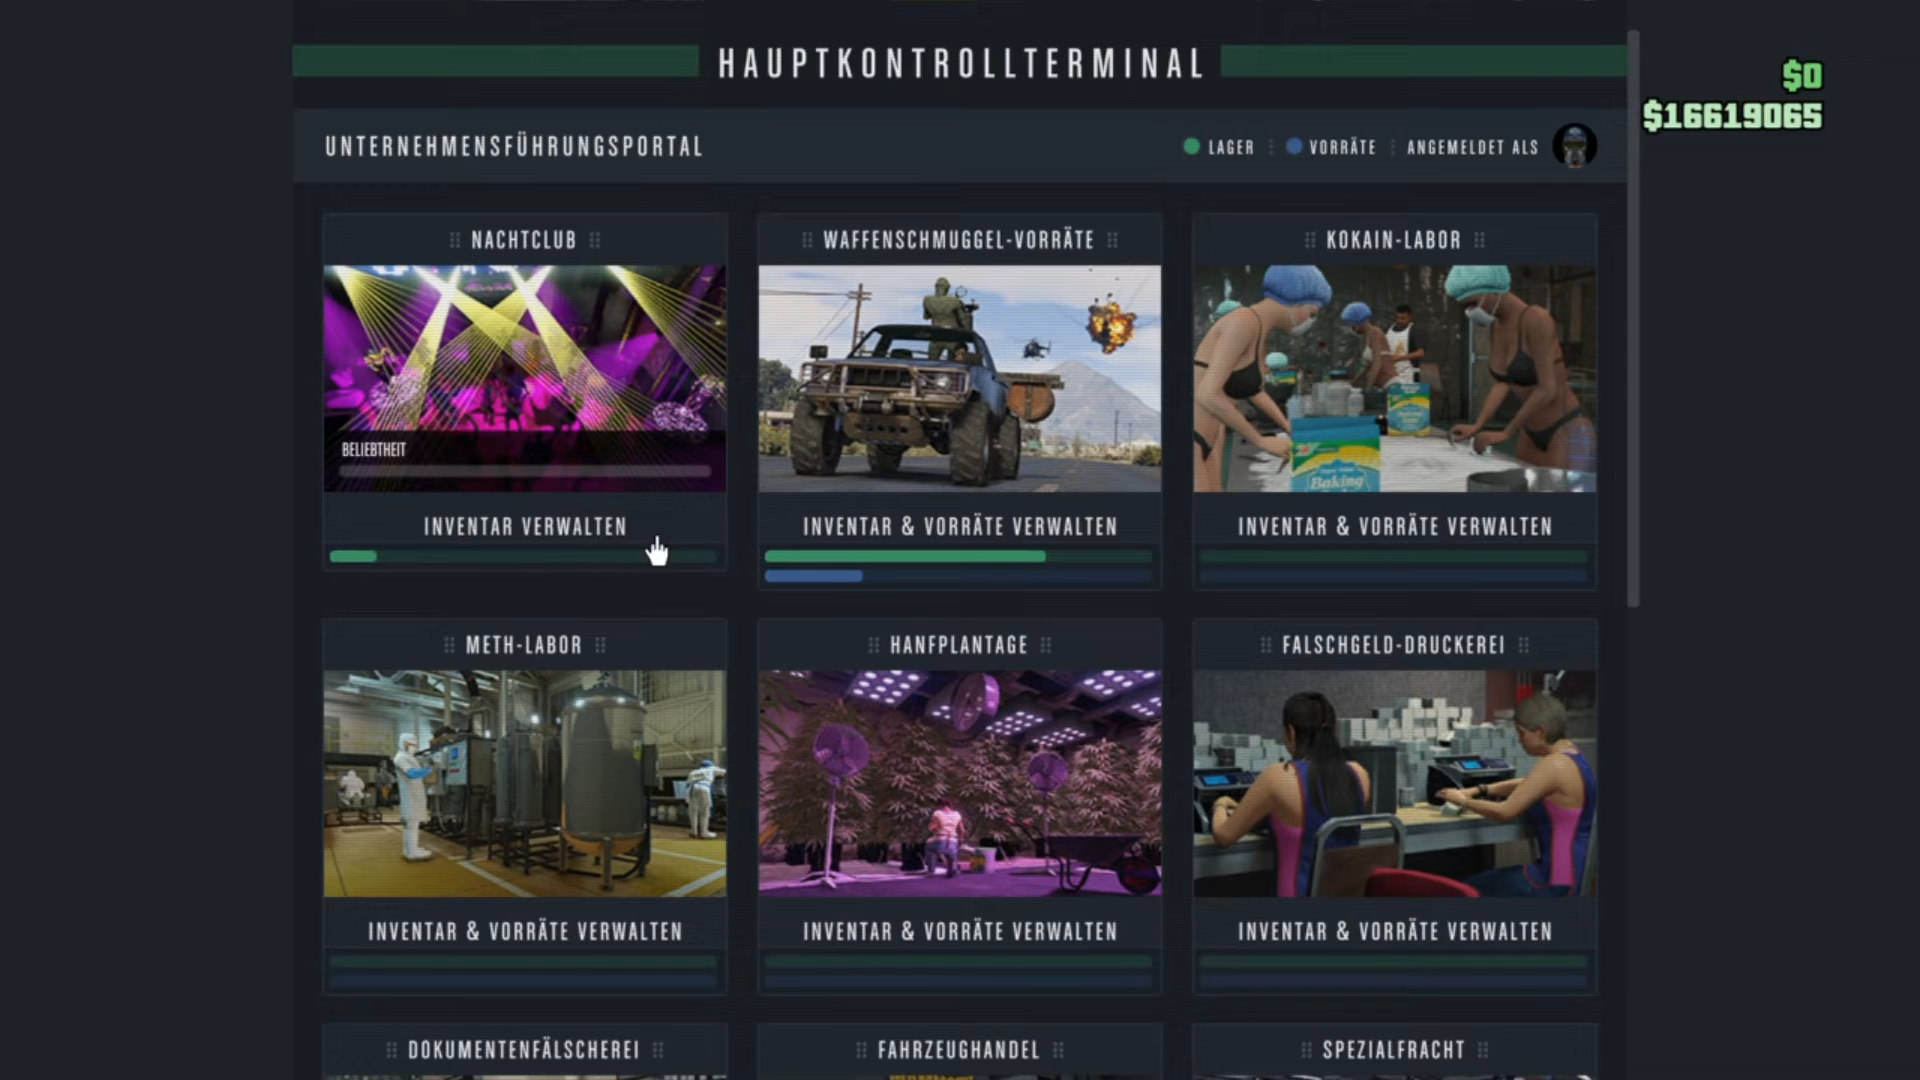 HAUPTKONTROLLTERMINAL
$0
$16619065
UNTERNEHMENSFÜHRUNGSPORTAL
LAGER
VORRÄTE
ANGEMELDET ALS
NACHTCLUB
WAFFENSCHMUGGEL-VORRÄTE
KOKAIN-LABOR
BELIEBTHEIT
Baking
INVENTAR VERWALTEN
INVENTAR & VORRÄTE VERWALTEN
INVENTAR & VORRÄTE VERWALTEN
METH-LABOR
HANFPLANTAGE
FALSCHGELD-DRUCKEREI
INVENTAR & VORRÄTE VERWALTEN
INVENTAR & VORRÄTE VERWALTEN
INVENTAR & VORRÄTE VERWALTEN
DOKUMENTENFÄLSCHEREI
FAHRZEUGHANDEL
SPEZIALFRACHT